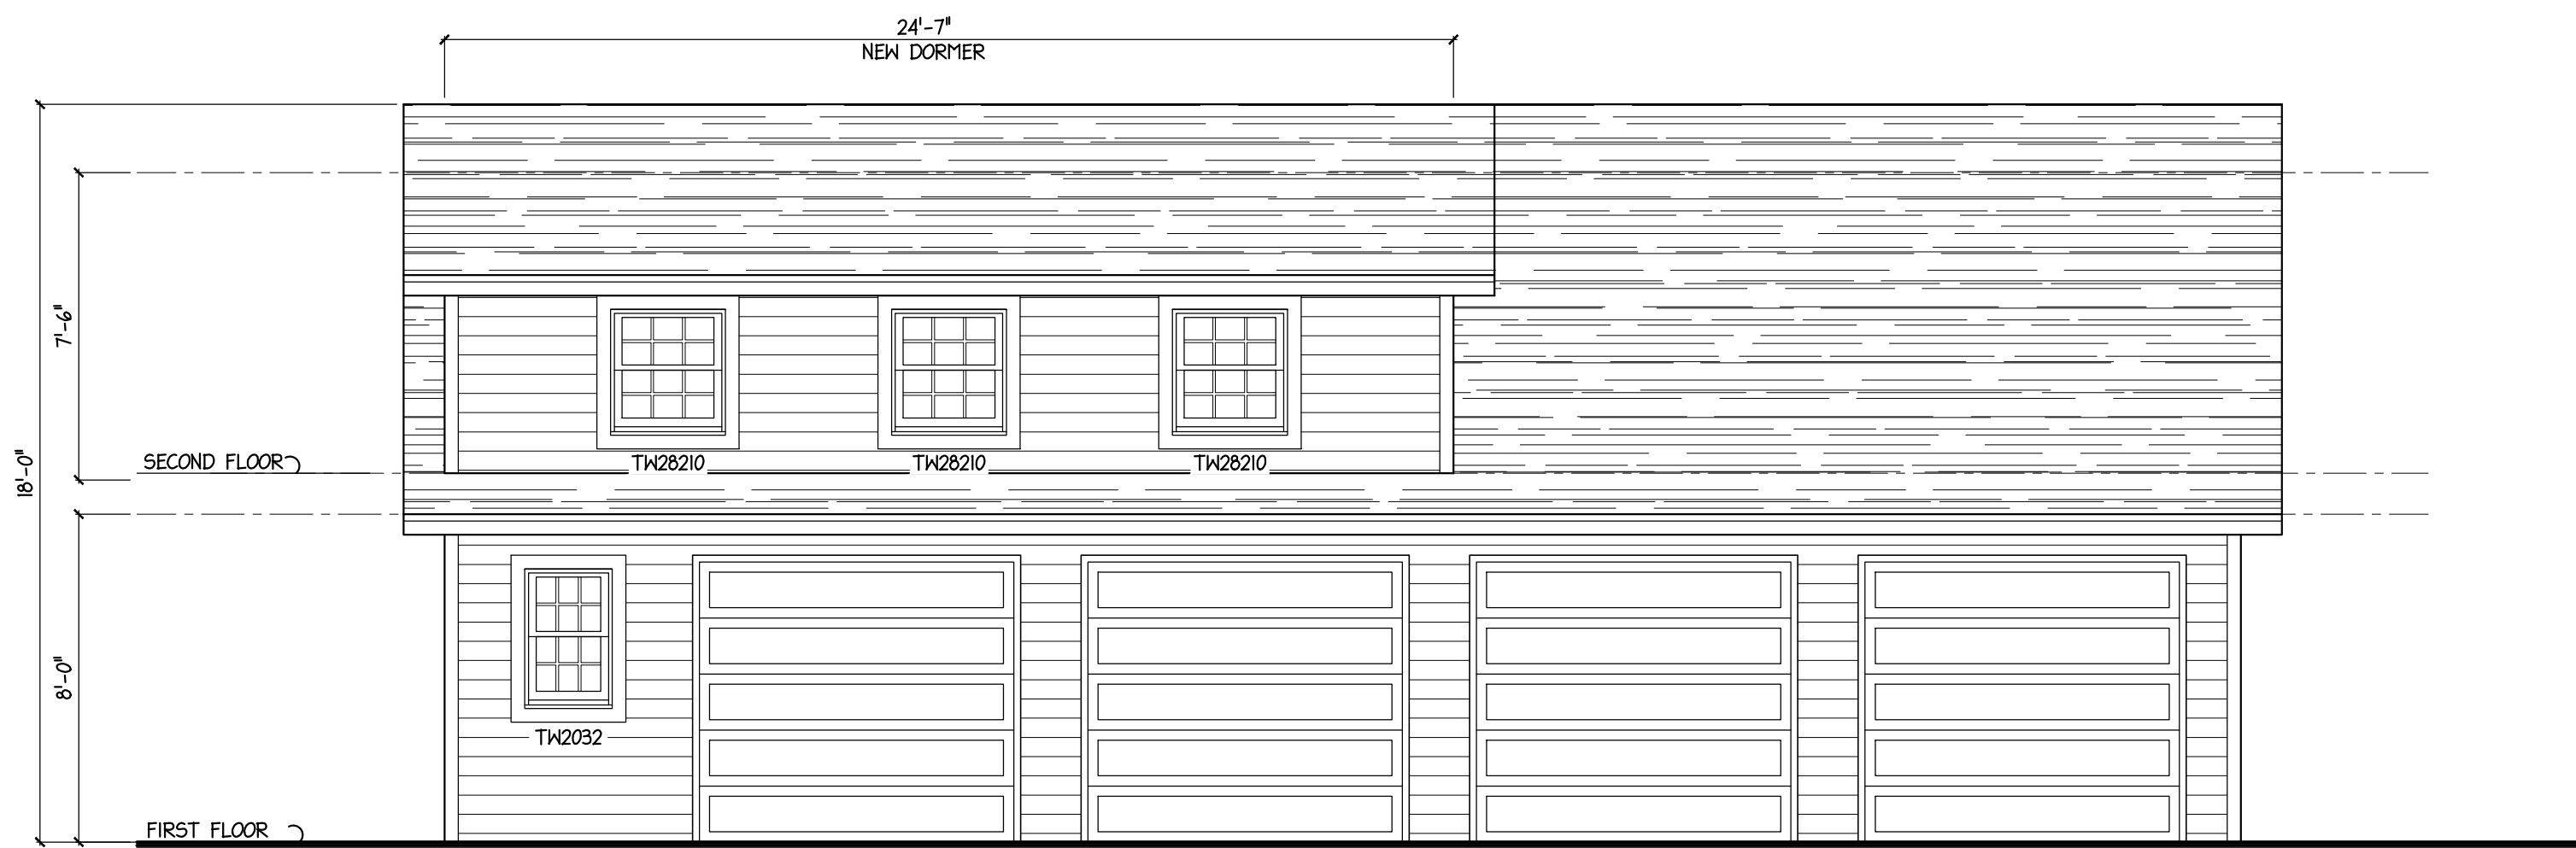 24'-7"
NEW DORMER
7'-6"
18'-0"
SECOND FLOOR
TW28210 TW28210 TW28210
8'-0"
TW2032
FIRST FLOOR